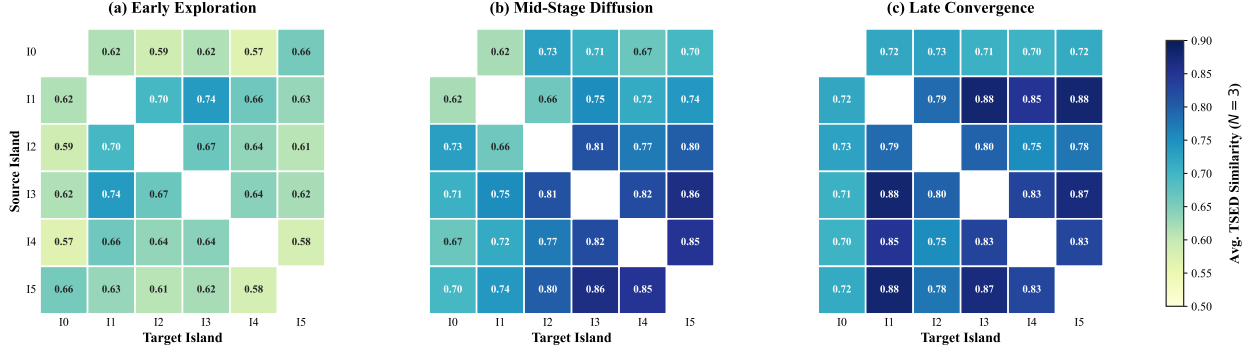 (a) Early Exploration
(b) Mid-Stage Diffusion
(c) Late Convergence
Source Island
I0
0.62 0.59 0.62 0.57 0.66
I1
0.62 0.70 0.74 0.66 0.63
I2
0.59 0.70 0.67 0.64 0.61
I3
0.62 0.74 0.67 0.64 0.62
I4
0.57 0.66 0.64 0.64 0.58
I5
0.66 0.63 0.61 0.62 0.58
I0 I1 I2 I3 I4 I5
Target Island
0.62 0.73 0.71 0.67 0.70
0.62 0.66 0.75 0.72 0.74
0.73 0.66 0.81 0.77 0.80
0.71 0.75 0.81 0.82 0.86
0.67 0.72 0.77 0.82 0.85
0.70 0.74 0.80 0.86 0.85
I0 I1 I2 I3 I4 I5
Target Island
0.72 0.73 0.71 0.70 0.72
0.72 0.79 0.88 0.85 0.88
0.73 0.79 0.80 0.75 0.78
0.71 0.88 0.80 0.83 0.87
0.70 0.85 0.75 0.83 0.83
0.72 0.88 0.78 0.87 0.83
I0 I1 I2 I3 I4 I5
Target Island
0.90
0.85
0.80
0.75
0.70
0.65
0.60
0.55
0.50
Avg. TSED Similarity (N = 3)